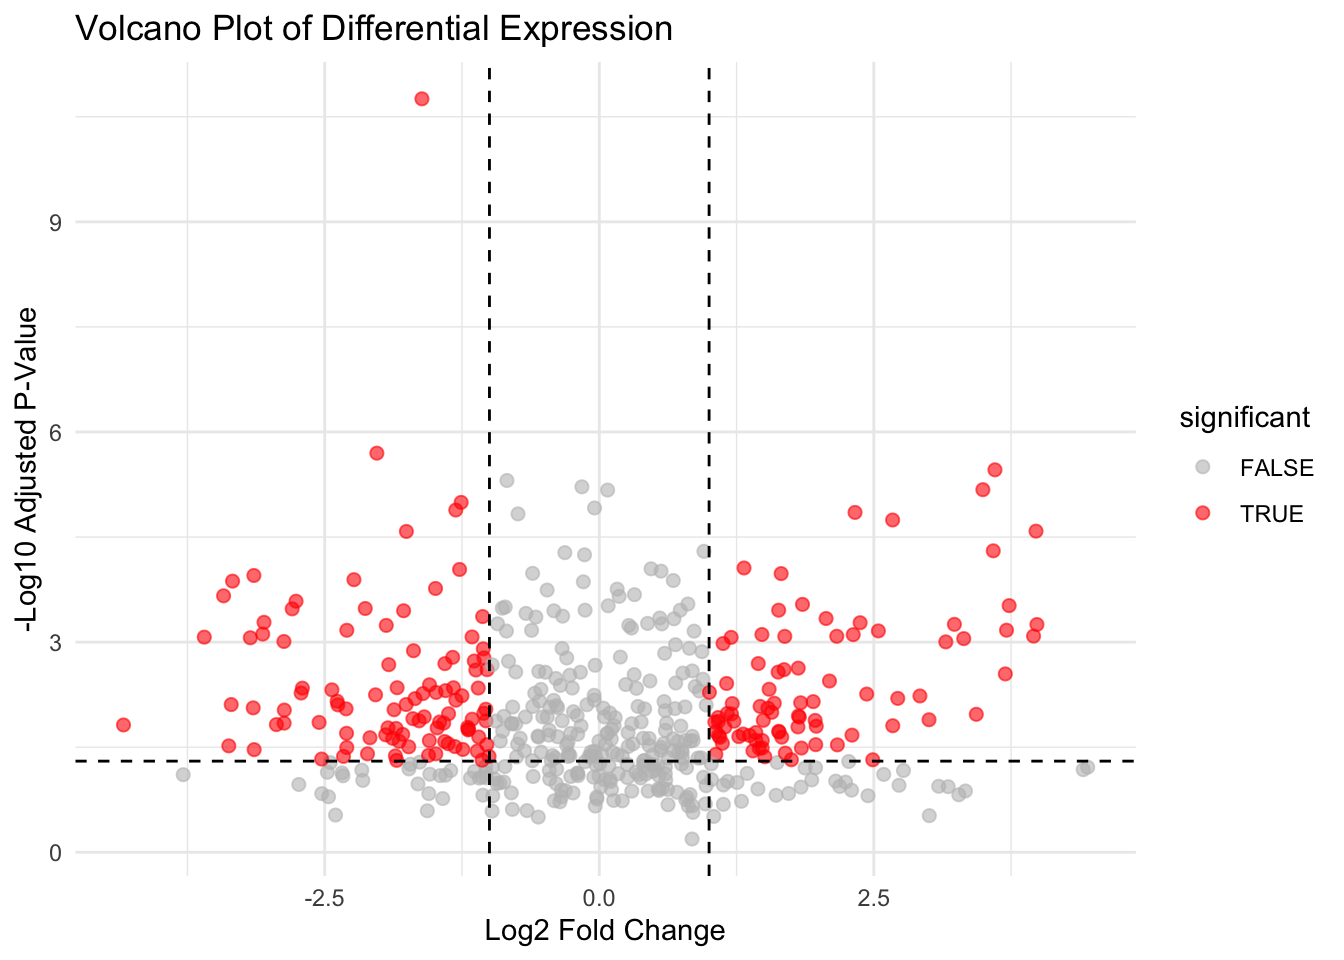 Volcano Plot of Differential Expression
-Log10 Adjusted P-Value
9
6
3
0
-2.5
0.0
2.5
Log2 Fold Change
significant
FALSE
TRUE